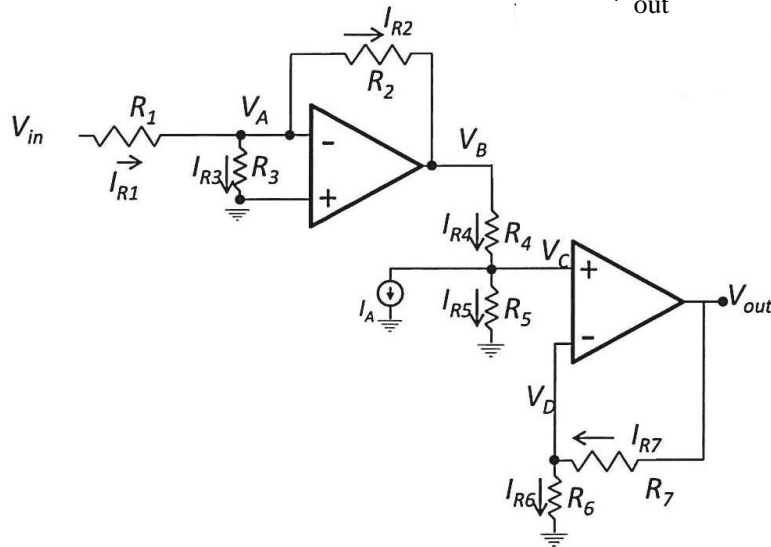 out
I_R2
R_2
V_in
R_1
V_A
I_R1
I_R3
R_3
-
+
V_B
I_R4
R_4
V_C
I_A
I_R5
R_5
+
-
V_out
V_D
I_R7
R_7
I_R6
R_6